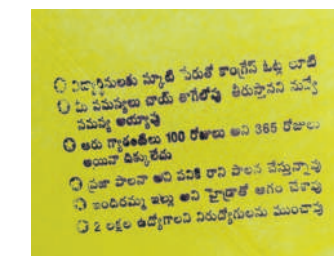 విద్యార్థినులకు స్కూటీ పేరుతో కాంగ్రేస్ ఓట్ల లూటీ
మీ సమస్యలు చాయ్ తాగేలోపు తీరుస్తానని నువ్వే
సమస్య అయ్యావు
ఆరు గ్యారంటీలు 100 రోజులు అని 365 రోజులు
అయినా దిక్కులేదు
ప్రజా పాలనా అని పనికి రాని పాలన చేస్తున్నావు
ఇందిరమ్మ ఇల్లు అని హైడ్రాతో ఆగం చేశావు
2 లక్షల ఉద్యోగాలని నిరుద్యోగులను ముంచావు